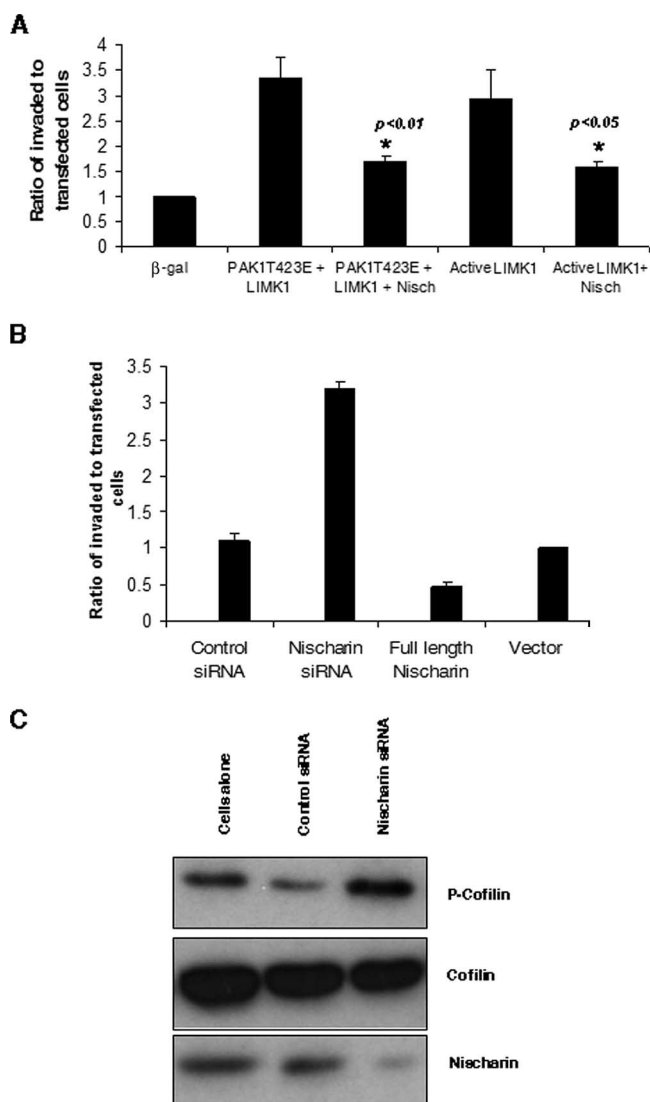 A
Ratio of invaded to
transfected cells
4
3.5
3
2.5
2
1.5
1
0.5
0
p<0.01
*
p<0.05
*
β-gal
PAK1T423E +
LIMK1
PAK1T423E +
LIMK1 + Nisch
Active LIMK1
Active LIMK1+
Nisch
B
Ratio of invaded to transfected
cells
3.5
3
2.5
2
1.5
1
0.5
0
Control
siRNA
Nischarin
siRNA
Full length
Nischarin
Vector
C
Cells alone
Control siRNA
Nischarin siRNA
P-Cofilin
Cofilin
Nischarin